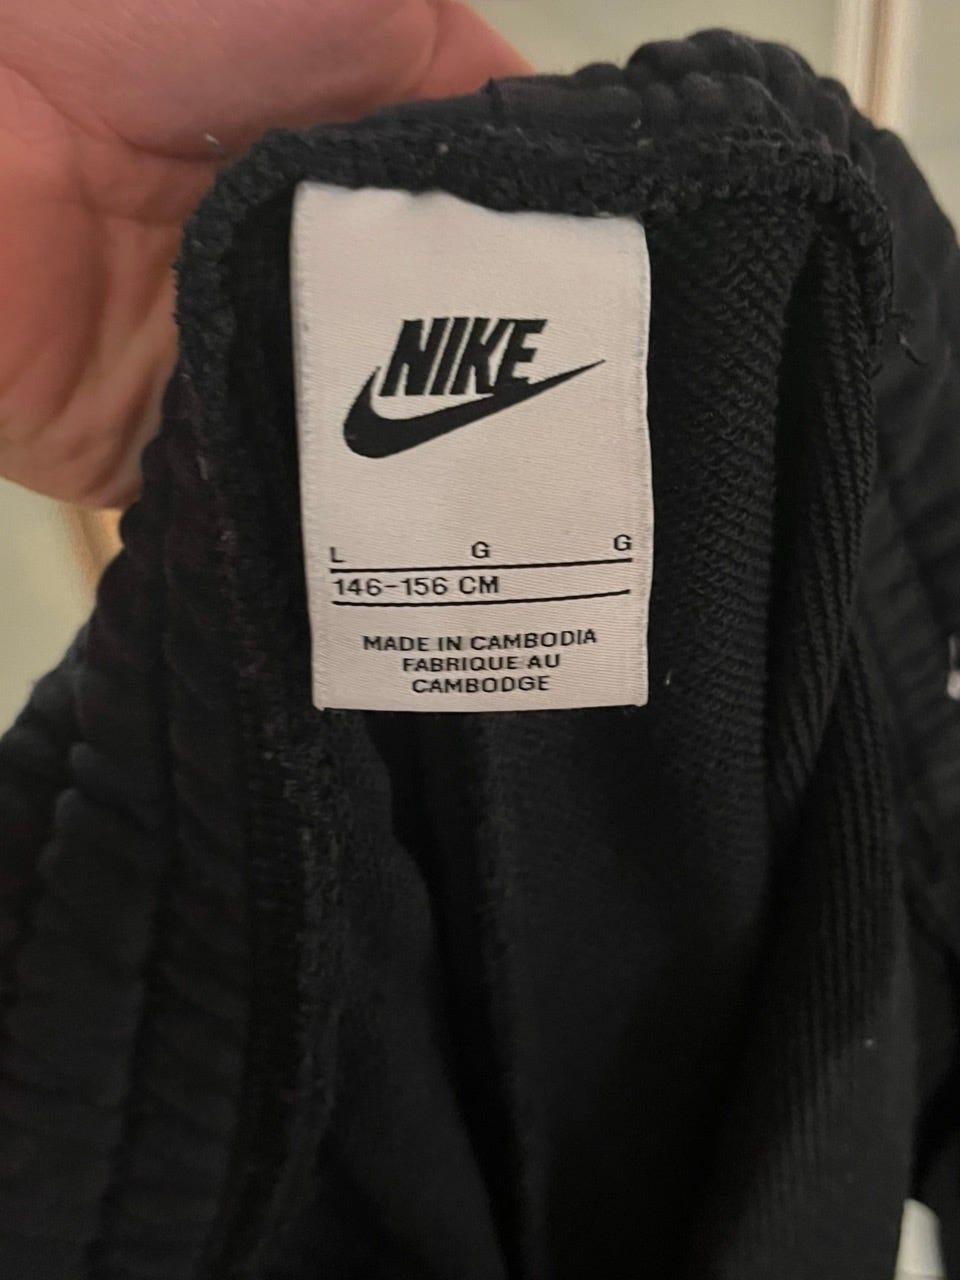 NIKE
L G G
146-156 CM
MADE IN CAMBODIA
FABRIQUE AU
CAMBODGE